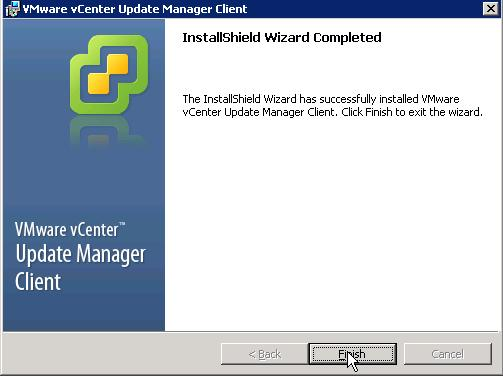 VMware vCenter Update Manager Client
InstallShield Wizard Completed
The InstallShield Wizard has successfully installed VMware
vCenter Update Manager Client. Click Finish to exit the wizard.
VMware vCenter™
Update Manager
Client
< Back
Finish
Cancel